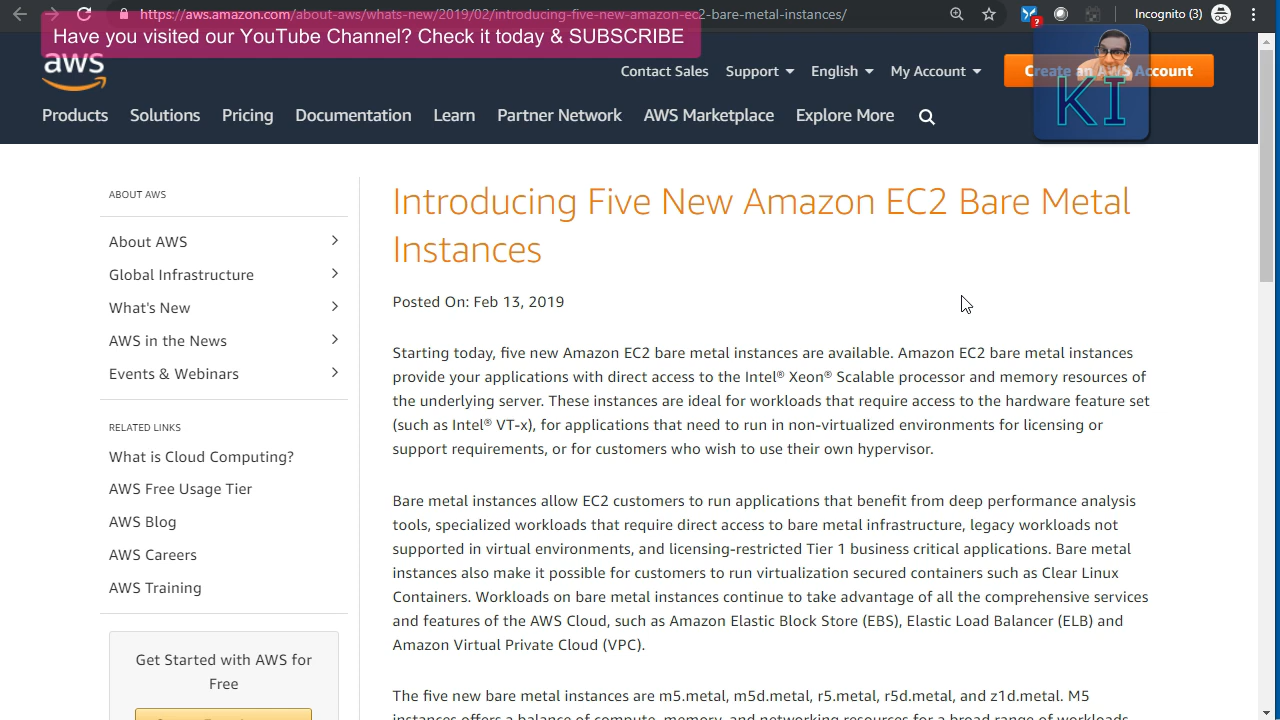 https://aws.amazon.com/about-aws/whats-new/2019/02/introducing-five-new-amazon-ec2-bare-metal-instances/
Incognito (3)
Have you visited our YouTube Channel? Check it today & SUBSCRIBE
aws
Contact Sales Support English My Account Create an AWS Account
KI
Products Solutions Pricing Documentation Learn Partner Network AWS Marketplace Explore More
ABOUT AWS
About AWS
Global Infrastructure
What's New
AWS in the News
Events & Webinars
RELATED LINKS
What is Cloud Computing?
AWS Free Usage Tier
AWS Blog
AWS Careers
AWS Training
Get Started with AWS for
Free
Introducing Five New Amazon EC2 Bare Metal
Instances
Posted On: Feb 13, 2019
Starting today, five new Amazon EC2 bare metal instances are available. Amazon EC2 bare metal instances
provide your applications with direct access to the Intel® Xeon® Scalable processor and memory resources of
the underlying server. These instances are ideal for workloads that require access to the hardware feature set
(such as Intel® VT-x), for applications that need to run in non-virtualized environments for licensing or
support requirements, or for customers who wish to use their own hypervisor.
Bare metal instances allow EC2 customers to run applications that benefit from deep performance analysis
tools, specialized workloads that require direct access to bare metal infrastructure, legacy workloads not
supported in virtual environments, and licensing-restricted Tier 1 business critical applications. Bare metal
instances also make it possible for customers to run virtualization secured containers such as Clear Linux
Containers. Workloads on bare metal instances continue to take advantage of all the comprehensive services
and features of the AWS Cloud, such as Amazon Elastic Block Store (EBS), Elastic Load Balancer (ELB) and
Amazon Virtual Private Cloud (VPC).
The five new bare metal instances are m5.metal, m5d.metal, r5.metal, r5d.metal, and z1d.metal. M5
instances offers a balance of compute, memory, and networking resources for a broad range of workloads